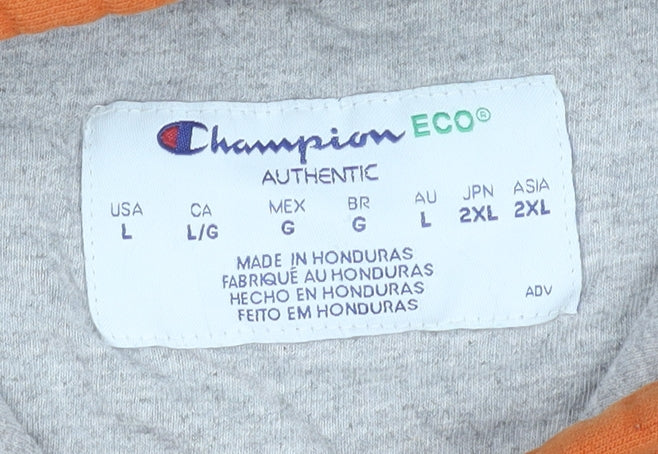 Champion ECO®
AUTHENTIC
USA CA MEX BR AU JPN ASIA
L L/G G G L 2XL 2XL
MADE IN HONDURAS
FABRIQUÉ AU HONDURAS
HECHO EN HONDURAS
FEITO EM HONDURAS
ADV